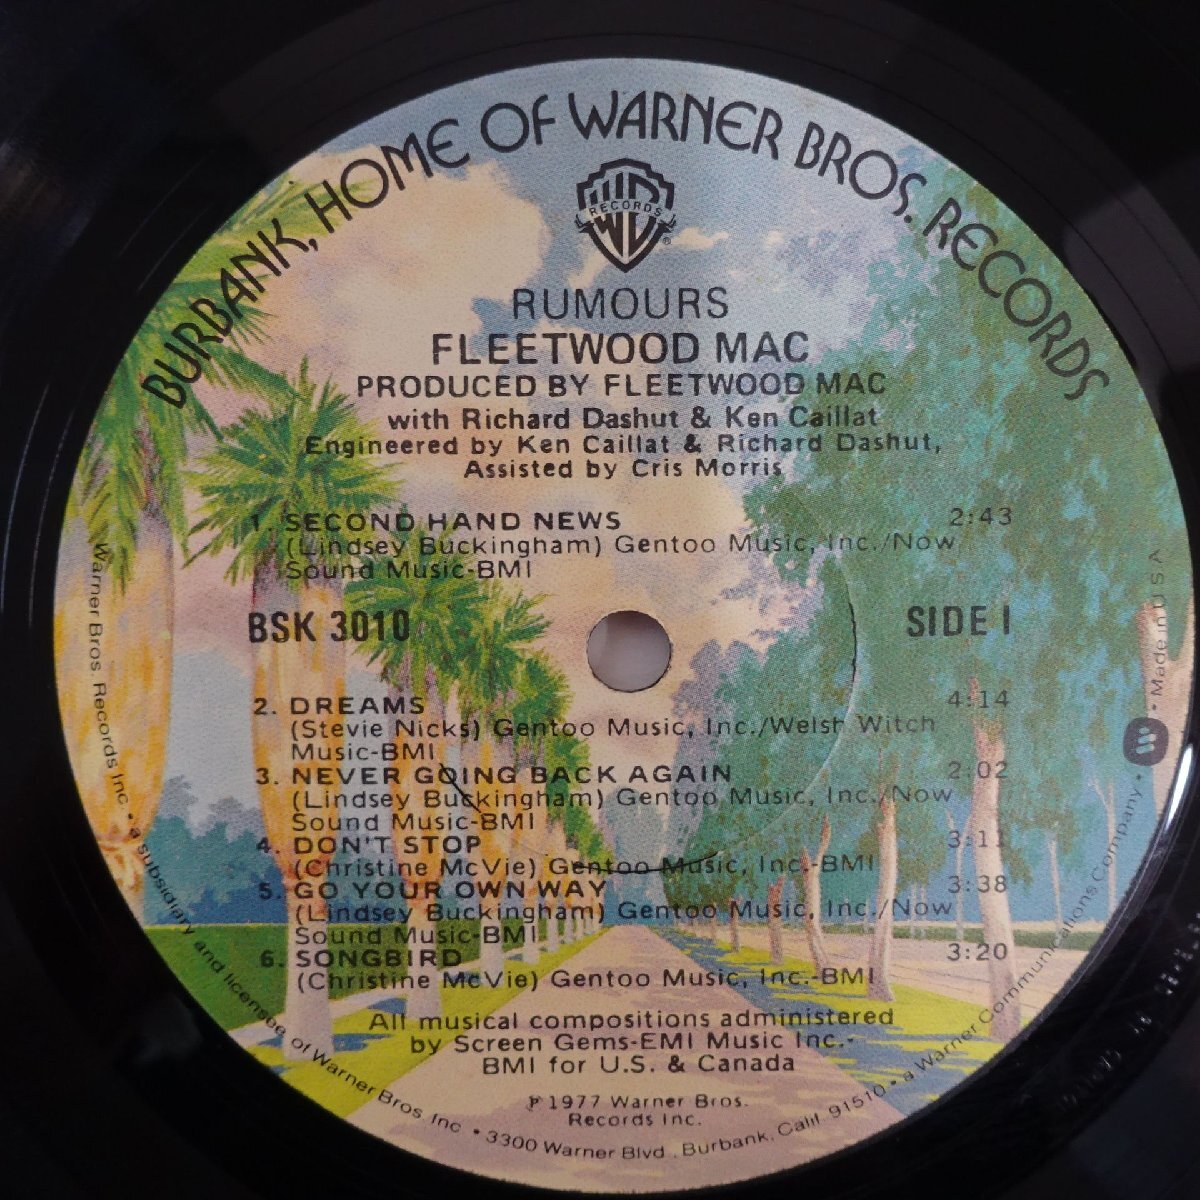 BURBANK, HOME OF WARNER BROS. RECORDS
RECORDS
®
RUMOURS
FLEETWOOD MAC
PRODUCED BY FLEETWOOD MAC
with Richard Dashut & Ken Caillat
Engineered by Ken Caillat & Richard Dashut,
Assisted by Cris Morris
1. SECOND HAND NEWS 2:43
(Lindsey Buckingham) Gentoo Music, Inc./Now
Sound Music-BMI
BSK 3010 SIDE I
2. DREAMS 4:14
(Stevie Nicks) Gentoo Music, Inc./Welsh Witch
Music-BMI
3. NEVER GOING BACK AGAIN 2:02
(Lindsey Buckingham) Gentoo Music, Inc./Now
Sound Music-BMI
4. DON'T STOP 3:11
(Christine McVie) Gentoo Music, Inc.-BMI
5. GO YOUR OWN WAY 3:38
(Lindsey Buckingham) Gentoo Music, Inc./Now
Sound Music-BMI
6. SONGBIRD 3:20
(Christine McVie) Gentoo Music, Inc.-BMI
All musical compositions administered
by Screen Gems-EMI Music Inc.-
BMI for U.S. & Canada
℗ 1977 Warner Bros.
Records Inc.
Warner Bros. Records Inc. • a subsidiary and licensee of Warner Bros. Inc. • 3300 Warner Blvd., Burbank, Calif. 91510 • a Warner Communications Company • Made in U S A